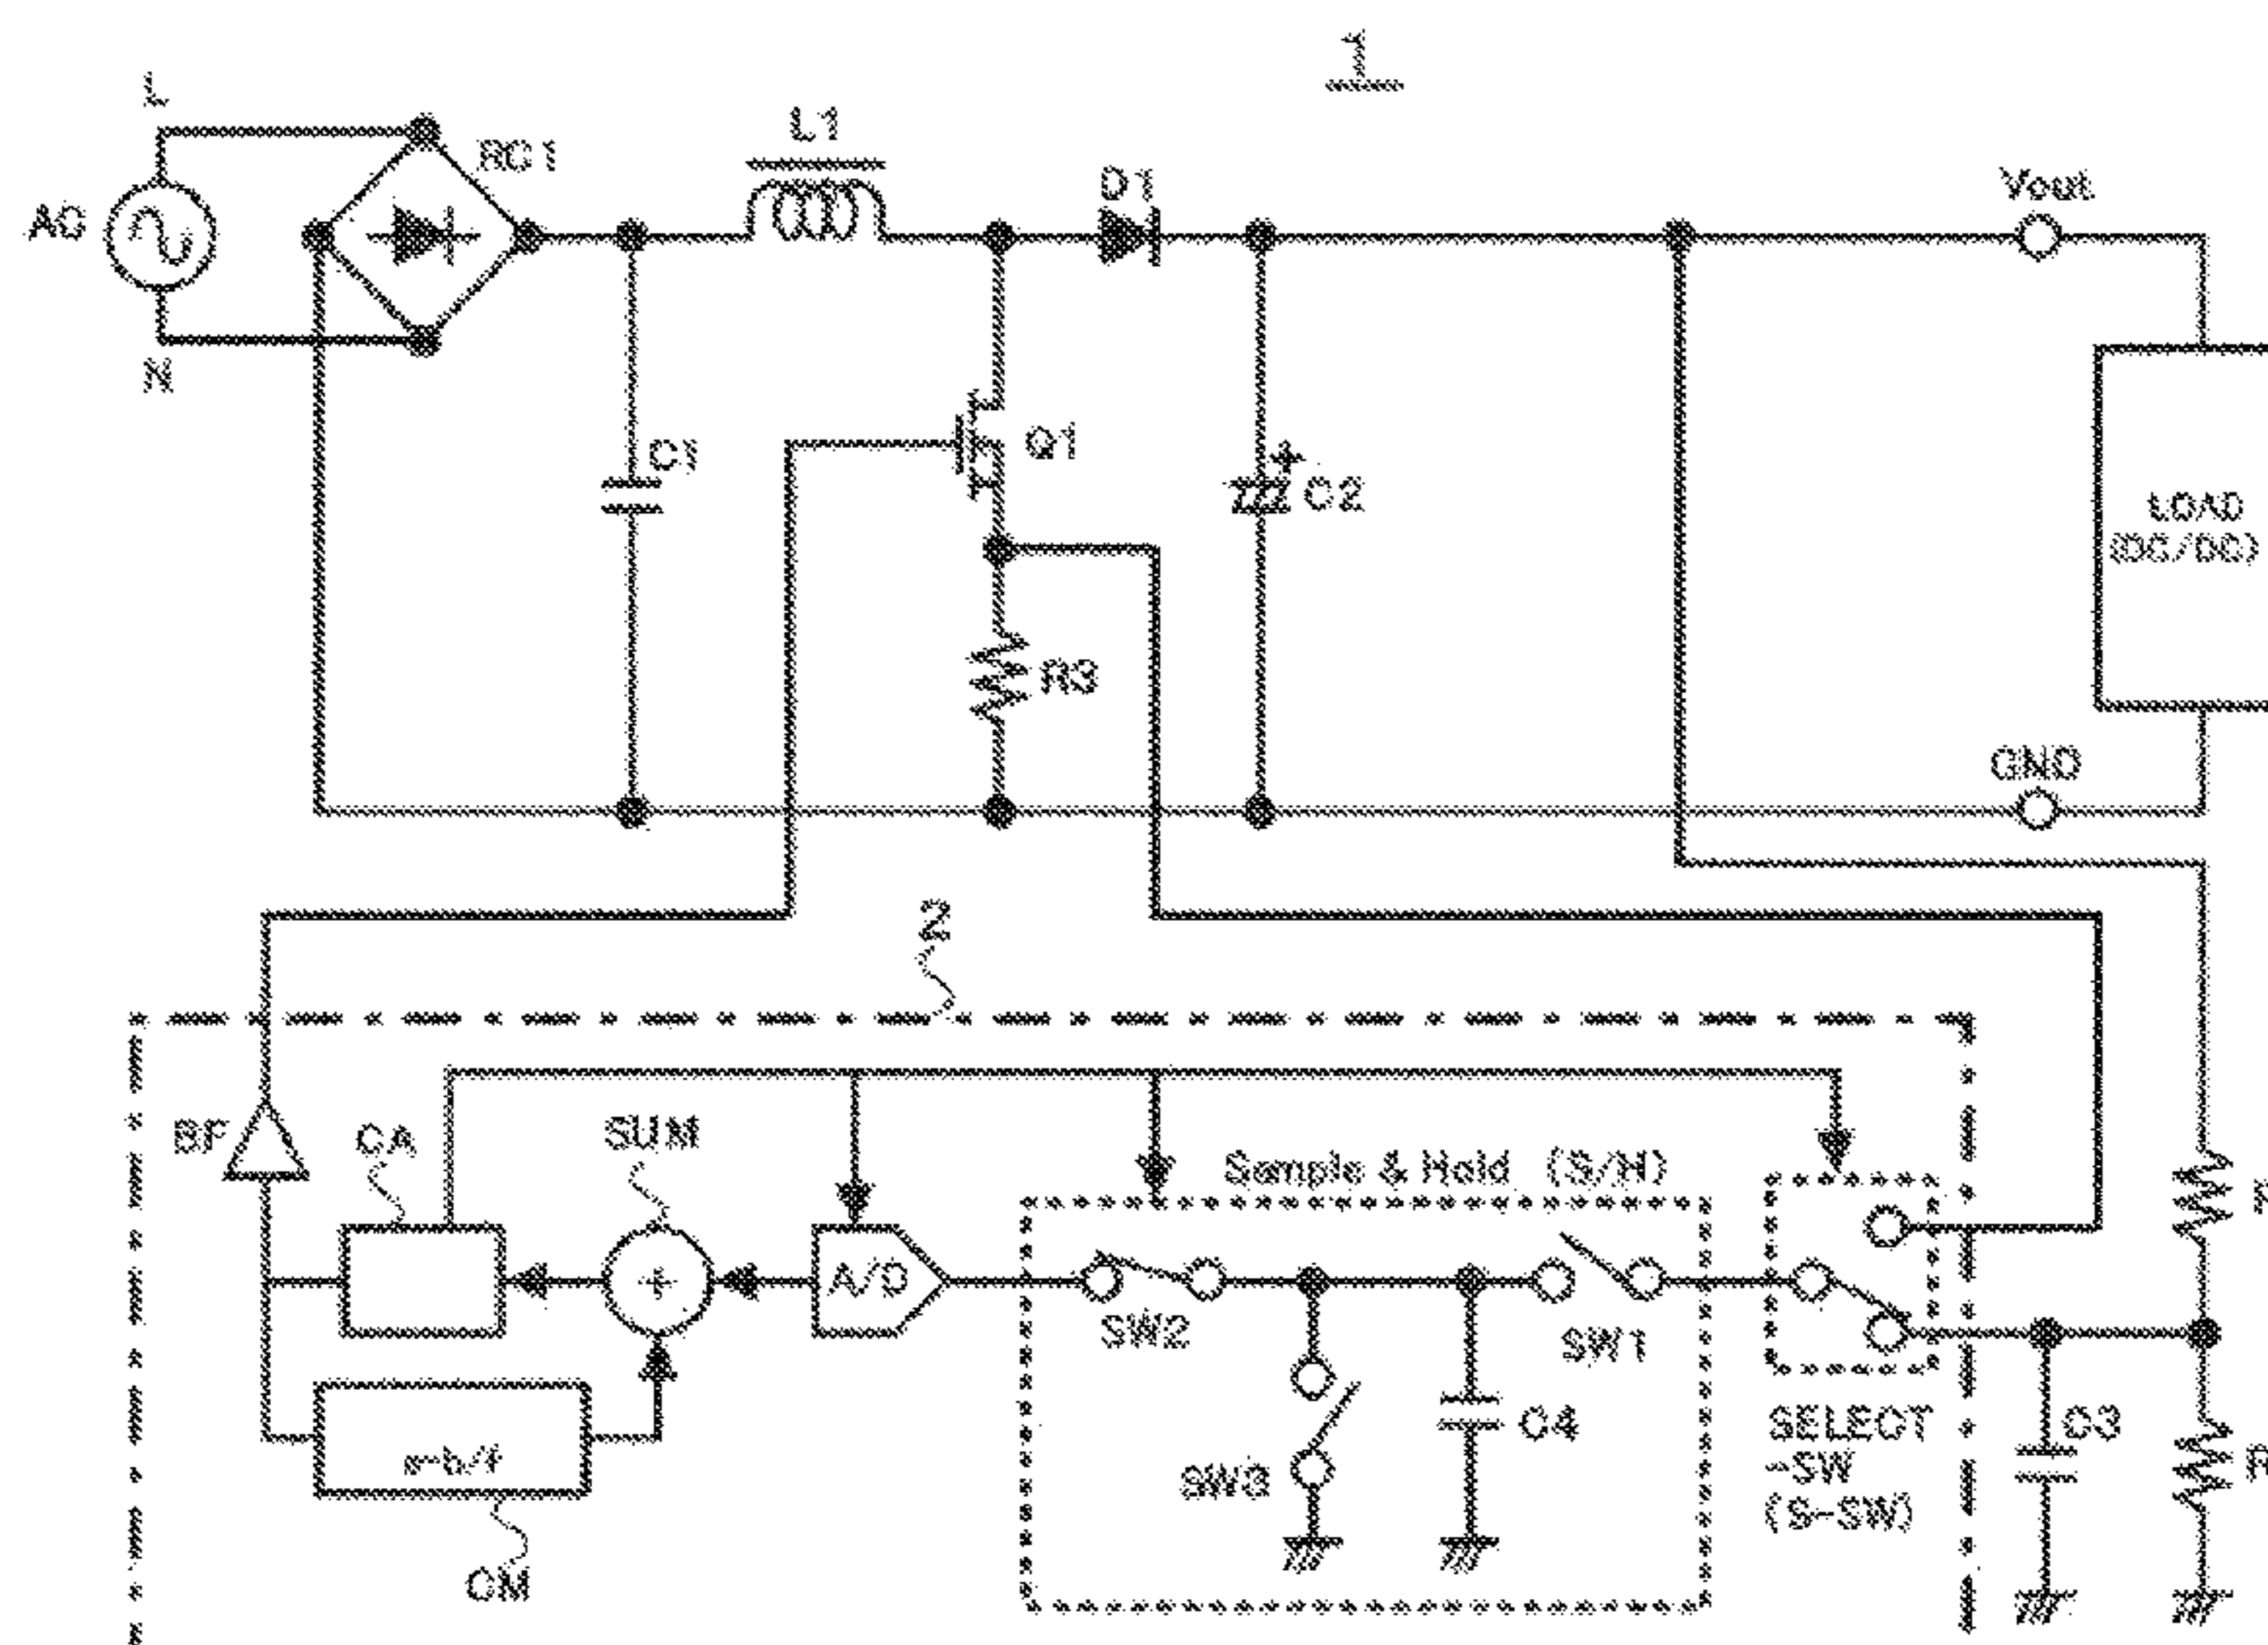 1
L
AC
N
RC1
L1
D1
Vout
C1
Q1
C2
+
LOAD
(DC/DC)
R3
GND
2
BF
CA
SUM
Sample & Hold (S/H)
A/D
+
SW2
SW1
SW3
C4
SELECT
-SW
(S-SW)
C3
R
R
CM